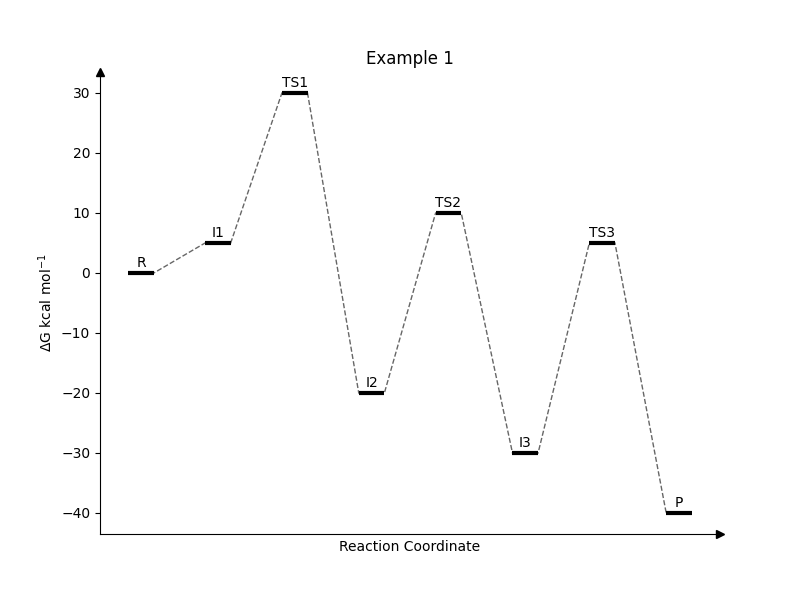 Example 1
ΔG kcal mol⁻¹
30
20
10
0
−10
−20
−30
−40
R
I1
TS1
I2
TS2
I3
TS3
P
Reaction Coordinate